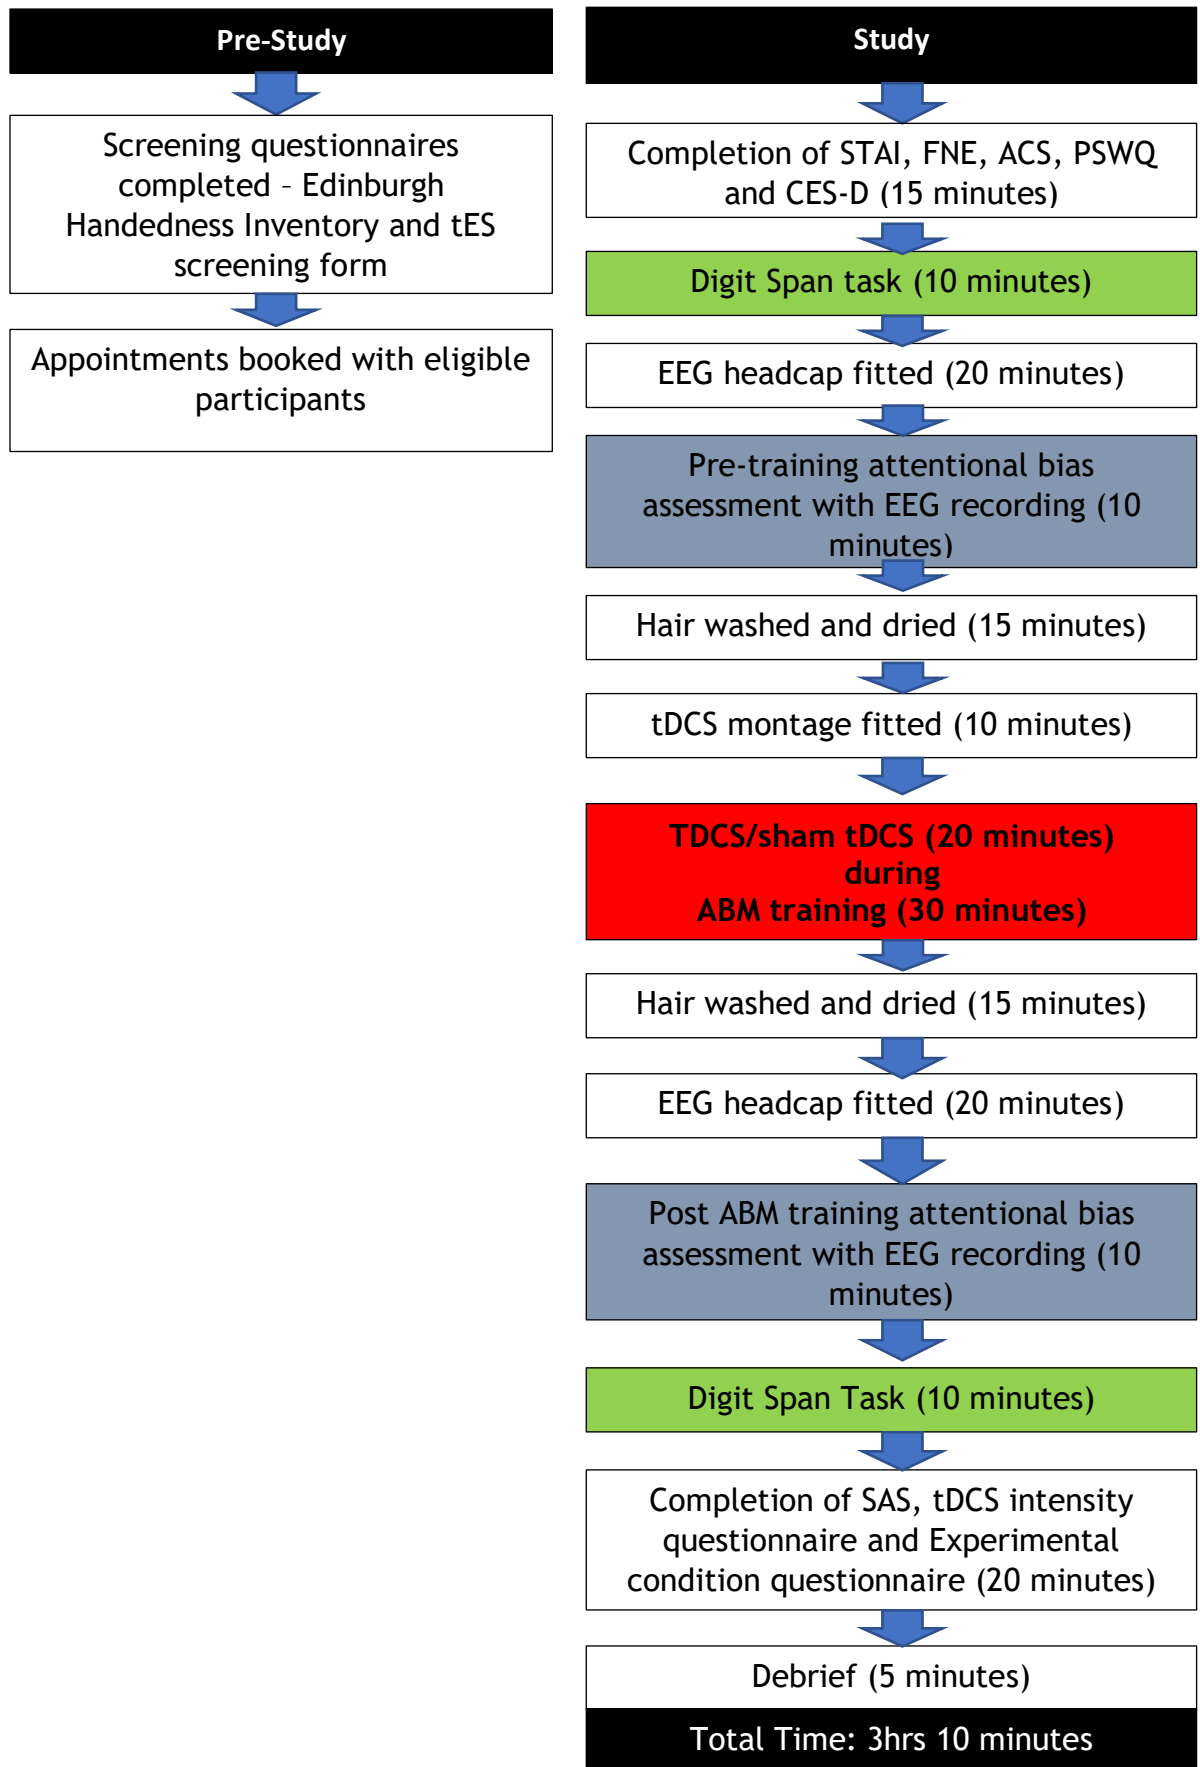 Pre-Study
Screening questionnaires
completed – Edinburgh
Handedness Inventory and tES
screening form
Appointments booked with eligible
participants
Study
Completion of STAI, FNE, ACS, PSWQ
and CES-D (15 minutes)
Digit Span task (10 minutes)
EEG headcap fitted (20 minutes)
Pre-training attentional bias
assessment with EEG recording (10
minutes)
Hair washed and dried (15 minutes)
tDCS montage fitted (10 minutes)
TDCS/sham tDCS (20 minutes)
during
ABM training (30 minutes)
Hair washed and dried (15 minutes)
EEG headcap fitted (20 minutes)
Post ABM training attentional bias
assessment with EEG recording (10
minutes)
Digit Span Task (10 minutes)
Completion of SAS, tDCS intensity
questionnaire and Experimental
condition questionnaire (20 minutes)
Debrief (5 minutes)
Total Time: 3hrs 10 minutes